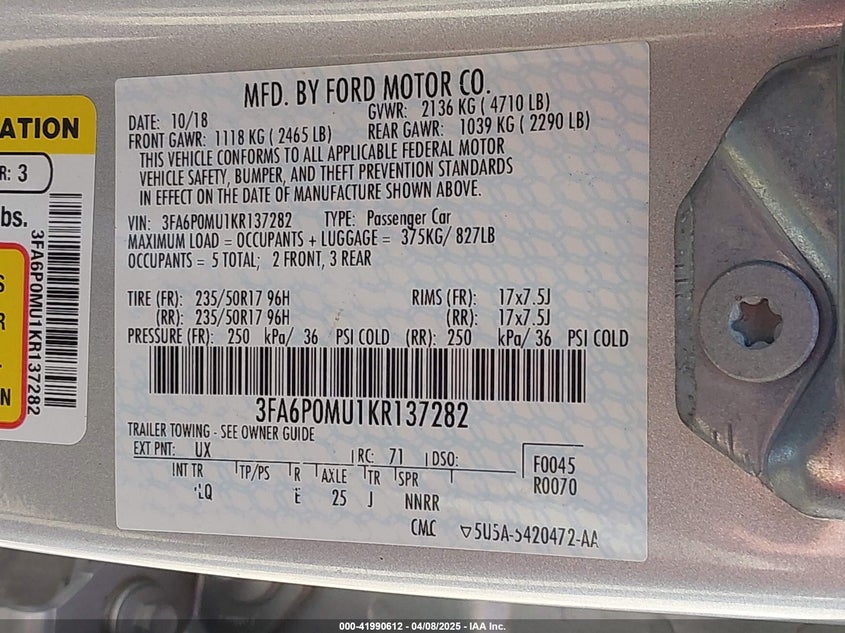 MFD. BY FORD MOTOR CO.
DATE: 10/18 GVWR: 2136 KG ( 4710 LB)
FRONT GAWR: 1118 KG ( 2465 LB) REAR GAWR: 1039 KG ( 2290 LB)
THIS VEHICLE CONFORMS TO ALL APPLICABLE FEDERAL MOTOR
VEHICLE SAFETY, BUMPER, AND THEFT PREVENTION STANDARDS
IN EFFECT ON THE DATE OF MANUFACTURE SHOWN ABOVE.
VIN: 3FA6P0MU1KR137282 TYPE: Passenger Car
MAXIMUM LOAD = OCCUPANTS + LUGGAGE = 375KG/ 827LB
OCCUPANTS = 5 TOTAL; 2 FRONT, 3 REAR
TIRE (FR): 235/50R17 96H RIMS (FR): 17x7.5J
(RR): 235/50R17 96H (RR): 17x7.5J
PRESSURE (FR): 250 kPa/ 36 PSI COLD (RR): 250 kPa/ 36 PSI COLD
3FA6P0MU1KR137282
TRAILER TOWING - SEE OWNER GUIDE
EXT PNT: UX RC: 71 DSO: F0045
INT TR TP/PS R AXLE TR SPR R0070
LQ E 25 J NNRR
CMC 5U5A-5420472-AA
ATION
R: 3
bs.
3FA6P0MU1KR137282
S
R
N
000-41990612 - 04/08/2025 - IAA Inc.